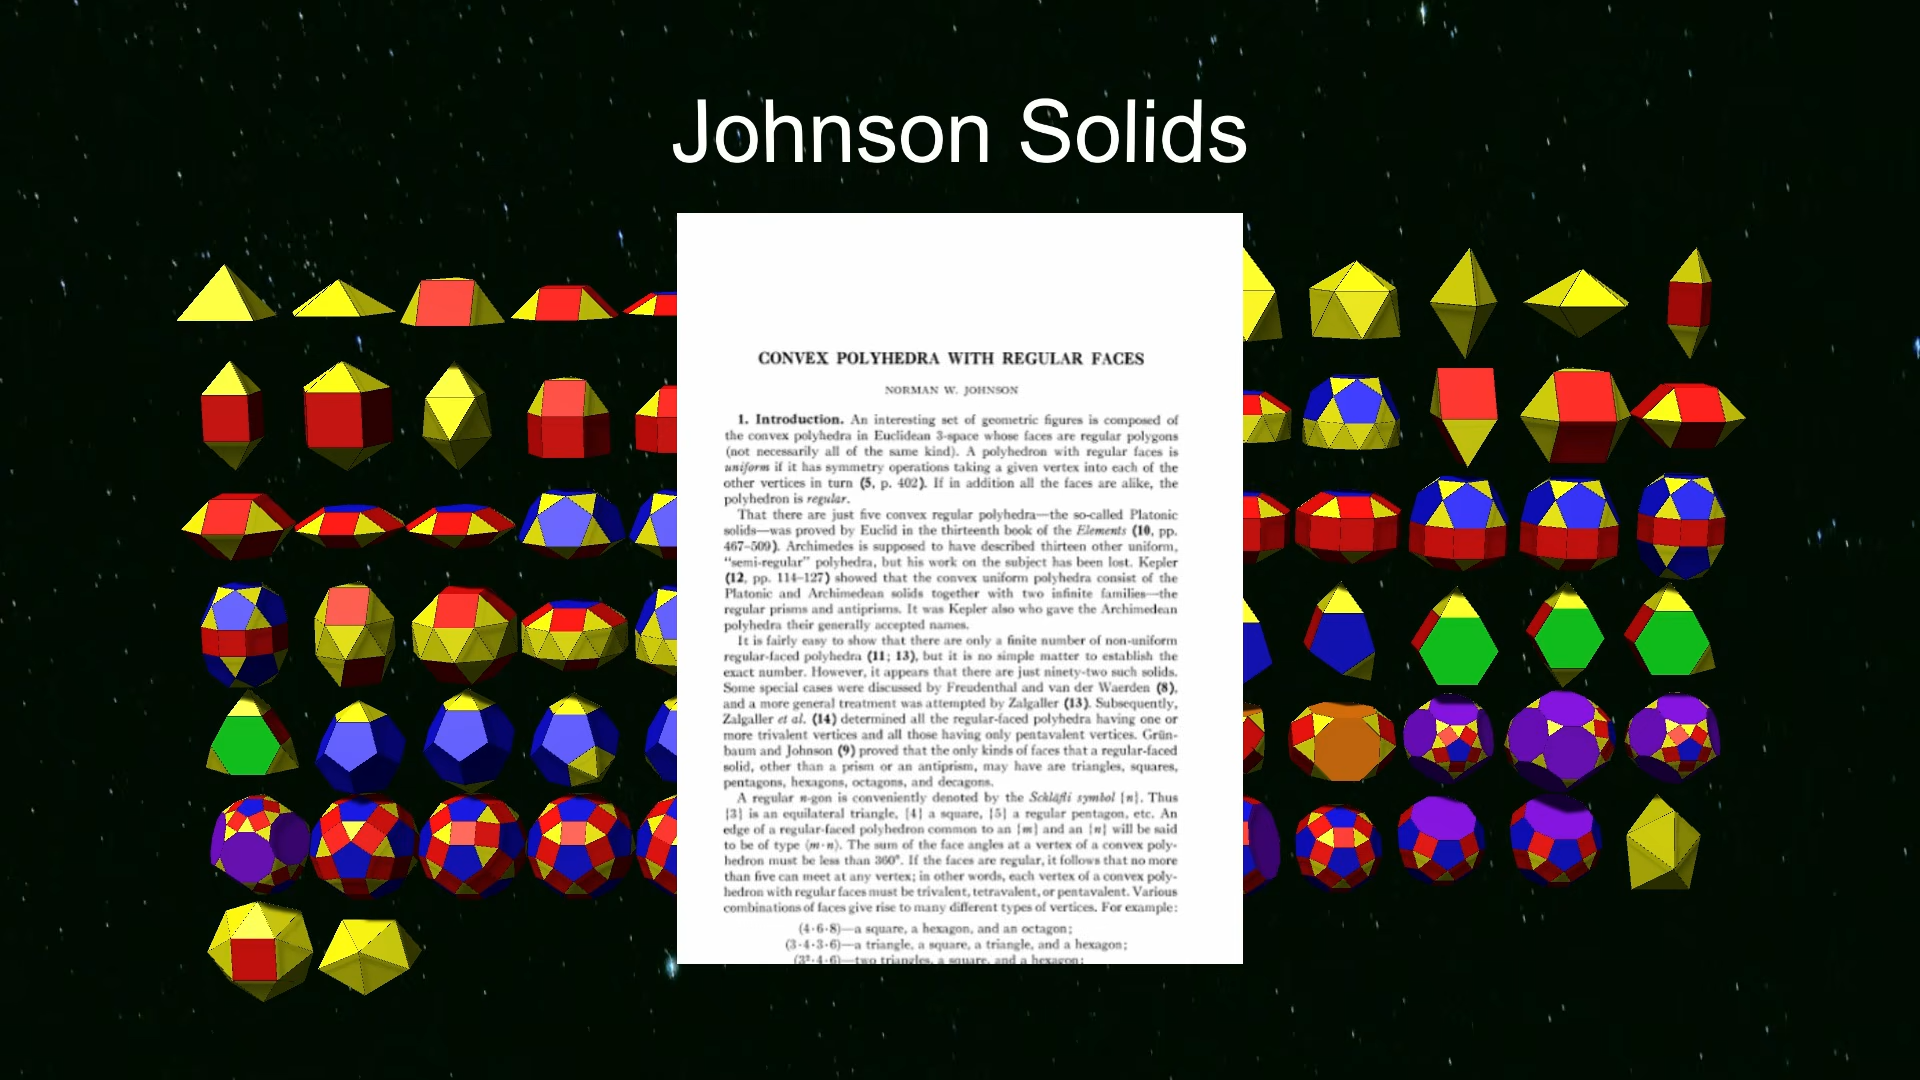 Johnson Solids
CONVEX POLYHEDRA WITH REGULAR FACES
NORMAN W. JOHNSON
1. Introduction. An interesting set of geometric figures is composed of
the convex polyhedra in Euclidean 3-space whose faces are regular polygons
(not necessarily all of the same kind). A polyhedron with regular faces is
uniform if it has symmetry operations taking a given vertex into each of the
other vertices in turn (5, p. 402). If in addition all the faces are alike, the
polyhedron is regular.
That there are just five convex regular polyhedra—the so-called Platonic
solids—was proved by Euclid in the thirteenth book of the Elements (10, pp.
467–509). Archimedes is supposed to have described thirteen other uniform,
“semi-regular” polyhedra, but his work on the subject has been lost. Kepler
(12, pp. 114–127) showed that the convex uniform polyhedra consist of the
Platonic and Archimedean solids together with two infinite families—the
regular prisms and antiprisms. It was Kepler also who gave the Archimedean
polyhedra their generally accepted names.
It is fairly easy to show that there are only a finite number of non-uniform
regular-faced polyhedra (11; 13), but it is no simple matter to establish the
exact number. However, it appears that there are just ninety-two such solids.
Some special cases were discussed by Freudenthal and van der Waerden (8),
and a more general treatment was attempted by Zalgaller (13). Subsequently,
Zalgaller et al. (14) determined all the regular-faced polyhedra having one or
more trivalent vertices and all those having only pentavalent vertices. Grün-
baum and Johnson (9) proved that the only kinds of faces that a regular-faced
solid, other than a prism or an antiprism, may have are triangles, squares,
pentagons, hexagons, octagons, and decagons.
A regular n-gon is conveniently denoted by the Schläfli symbol {n}. Thus
{3} is an equilateral triangle, {4} a square, {5} a regular pentagon, etc. An
edge of a regular-faced polyhedron common to an {m} and an {n} will be said
to be of type ⟨m·n⟩. The sum of the face angles at a vertex of a convex poly-
hedron must be less than 360°. If the faces are regular, it follows that no more
than five can meet at any vertex; in other words, each vertex of a convex poly-
hedron with regular faces must be trivalent, tetravalent, or pentavalent. Various
combinations of faces give rise to many different types of vertices. For example:
(4·6·8)—a square, a hexagon, and an octagon;
(3·4·3·6)—a triangle, a square, a triangle, and a hexagon;
(3²·4·6)—two triangles, a square, and a hexagon;